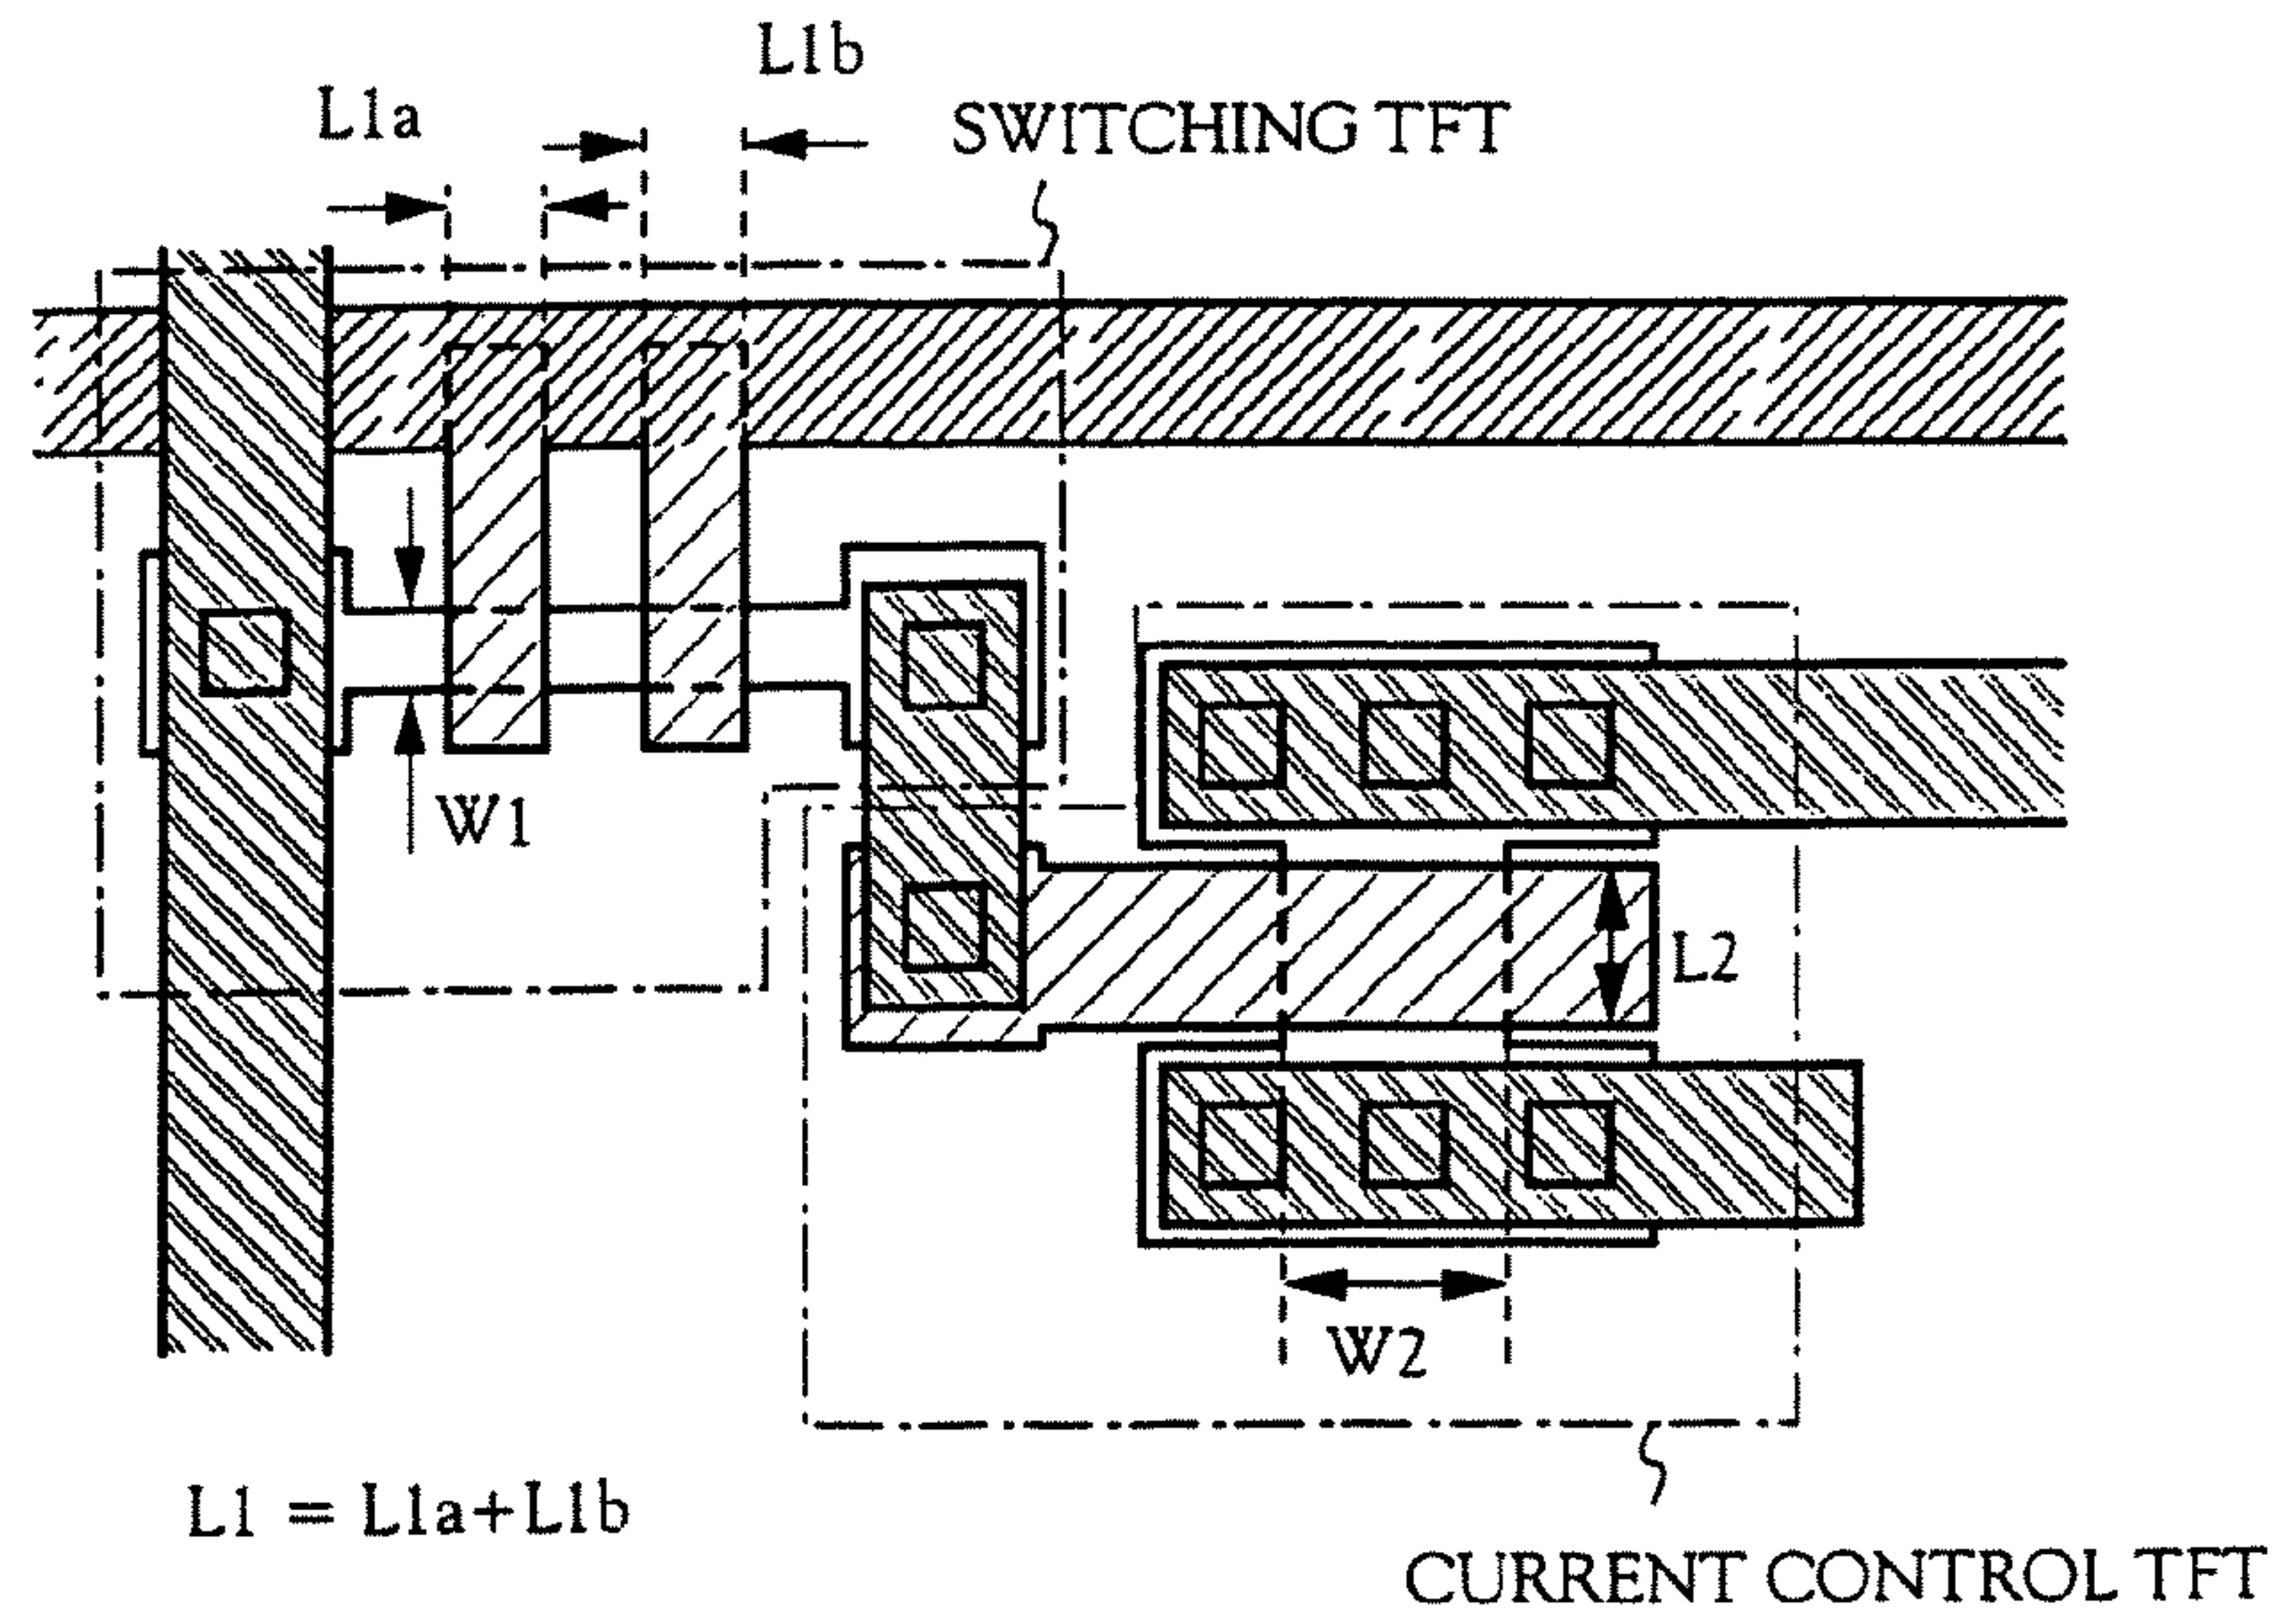 L1b
L1a
SWITCHING TFT
W1
L2
W2
L1 = L1a+L1b
CURRENT CONTROL TFT